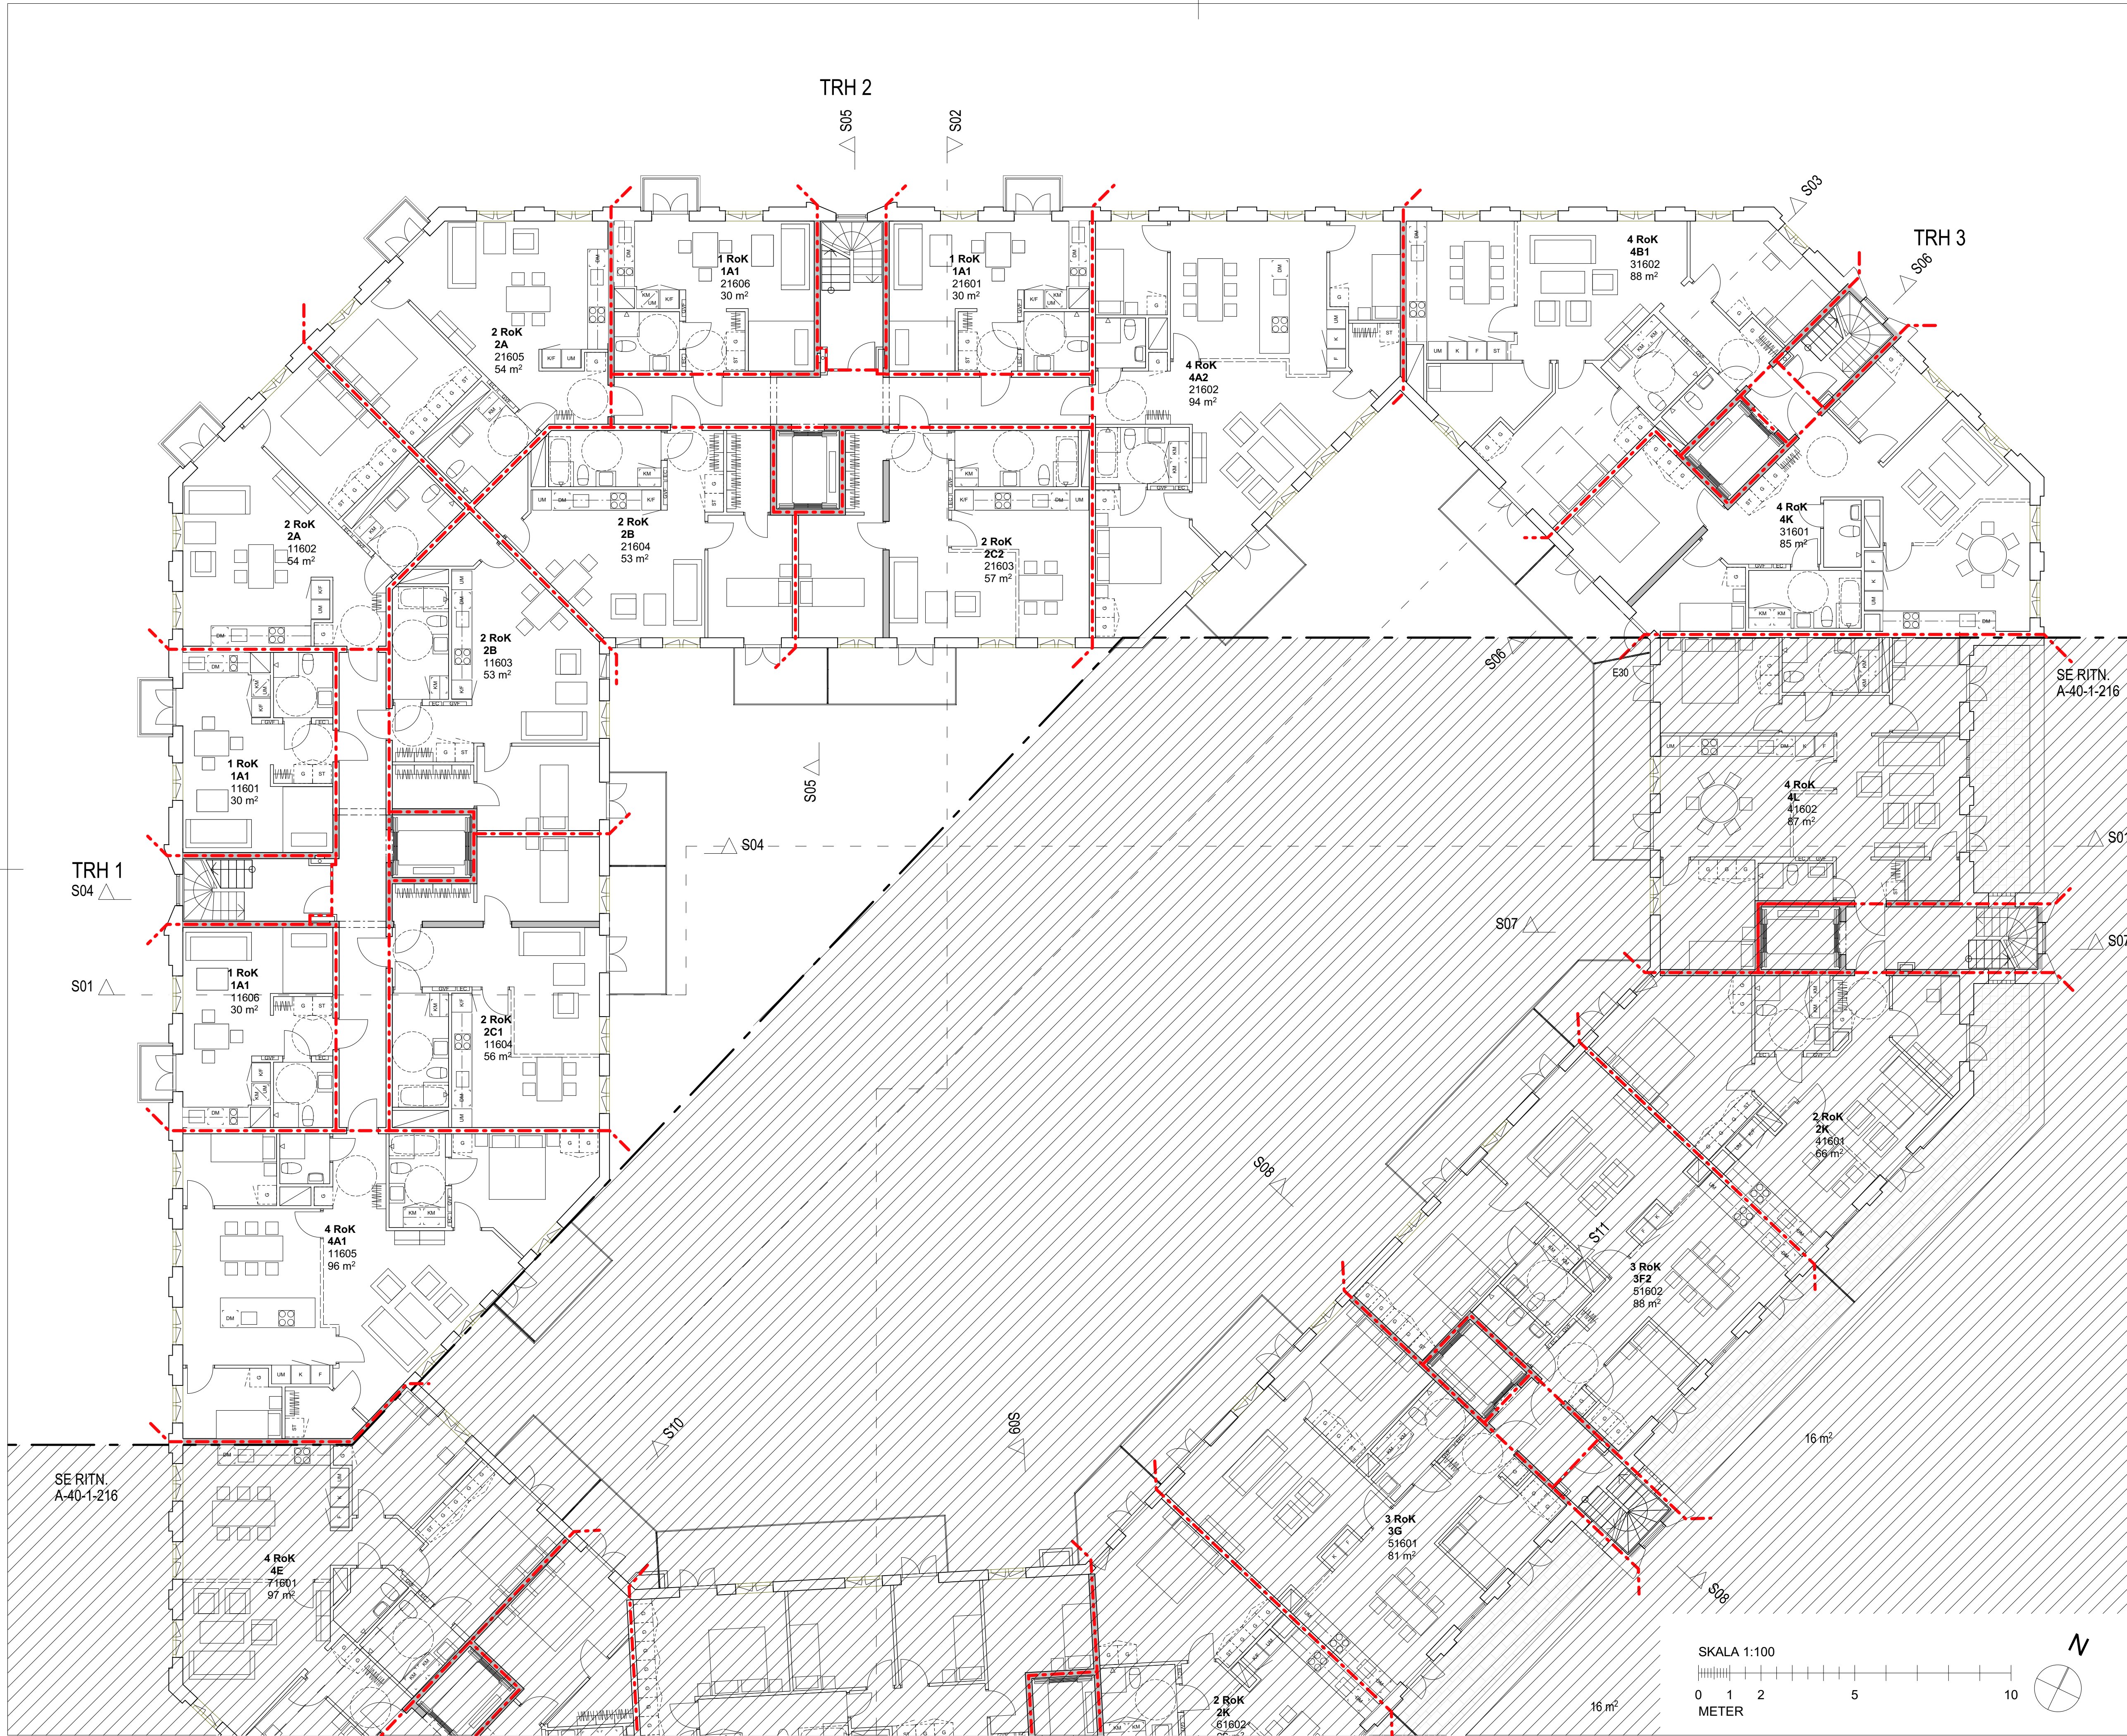 TRH 2
S05
S02
S03
TRH 3
S06
1 RoK
1A1
21606
30 m²
1 RoK
1A1
21601
30 m²
4 RoK
4B1
31602
88 m²
2 RoK
2A
21605
54 m²
4 RoK
4A2
21602
94 m²
2 RoK
2A
11602
54 m²
2 RoK
2B
21604
53 m²
2 RoK
2C2
21603
57 m²
4 RoK
4K
31601
85 m²
2 RoK
2B
11603
53 m²
S06
E30
SE RITN.
A-40-1-216
1 RoK
1A1
11601
30 m²
S05
4 RoK
4L
41602
87 m²
S04
S01
TRH 1
S04
S07
S07
S01
1 RoK
1A1
11606
30 m²
2 RoK
2C1
11604
56 m²
2 RoK
2K
41601
66 m²
S08
S11
4 RoK
4A1
11605
96 m²
3 RoK
3F2
51602
88 m²
S10
S09
16 m²
SE RITN.
A-40-1-216
3 RoK
3G
51601
81 m²
4 RoK
4E
71601
97 m²
S08
SKALA 1:100
0 1 2 5 10
METER
N
2 RoK
2K
61602
16 m²